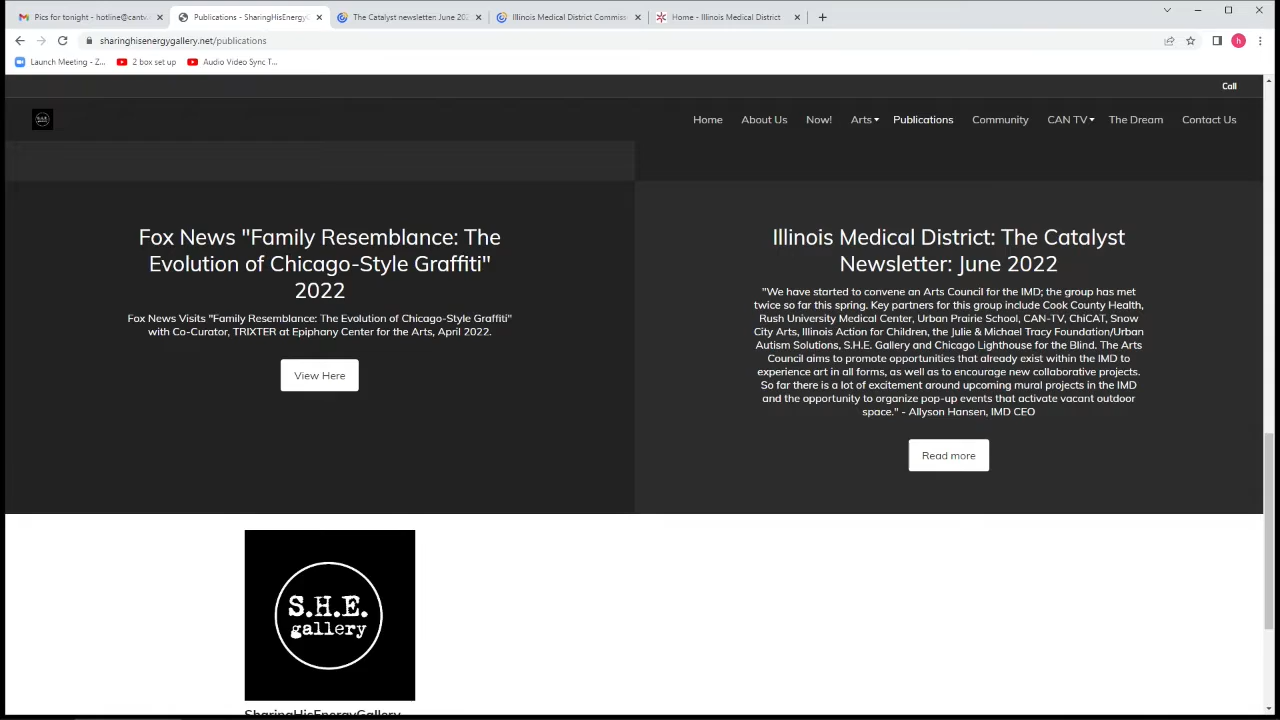 Pics for tonight - hotline@cantv.
Publications - SharingHisEnergyG
The Catalyst newsletter: June 202
Illinois Medical District Commiss
Home - Illinois Medical District
sharinghisenergygallery.net/publications
h
Launch Meeting - Z...
2 box set up
Audio Video Sync T...
Call
Home
About Us
Now!
Arts
Publications
Community
CAN TV
The Dream
Contact Us
Fox News "Family Resemblance: The
Evolution of Chicago-Style Graffiti"
2022
Fox News Visits "Family Resemblance: The Evolution of Chicago-Style Graffiti"
with Co-Curator, TRIXTER at Epiphany Center for the Arts, April 2022.
View Here
Illinois Medical District: The Catalyst
Newsletter: June 2022
"We have started to convene an Arts Council for the IMD; the group has met
twice so far this spring. Key partners for this group include Cook County Health,
Rush University Medical Center, Urban Prairie School, CAN-TV, ChiCAT, Snow
City Arts, Illinois Action for Children, the Julie & Michael Tracy Foundation/Urban
Autism Solutions, S.H.E. Gallery and Chicago Lighthouse for the Blind. The Arts
Council aims to promote opportunities that already exist within the IMD to
experience art in all forms, as well as to encourage new collaborative projects.
So far there is a lot of excitement around upcoming mural projects in the IMD
and the opportunity to organize pop-up events that activate vacant outdoor
space." - Allyson Hansen, IMD CEO
Read more
S.H.E.
gallery
SharingHisEnergyGallery